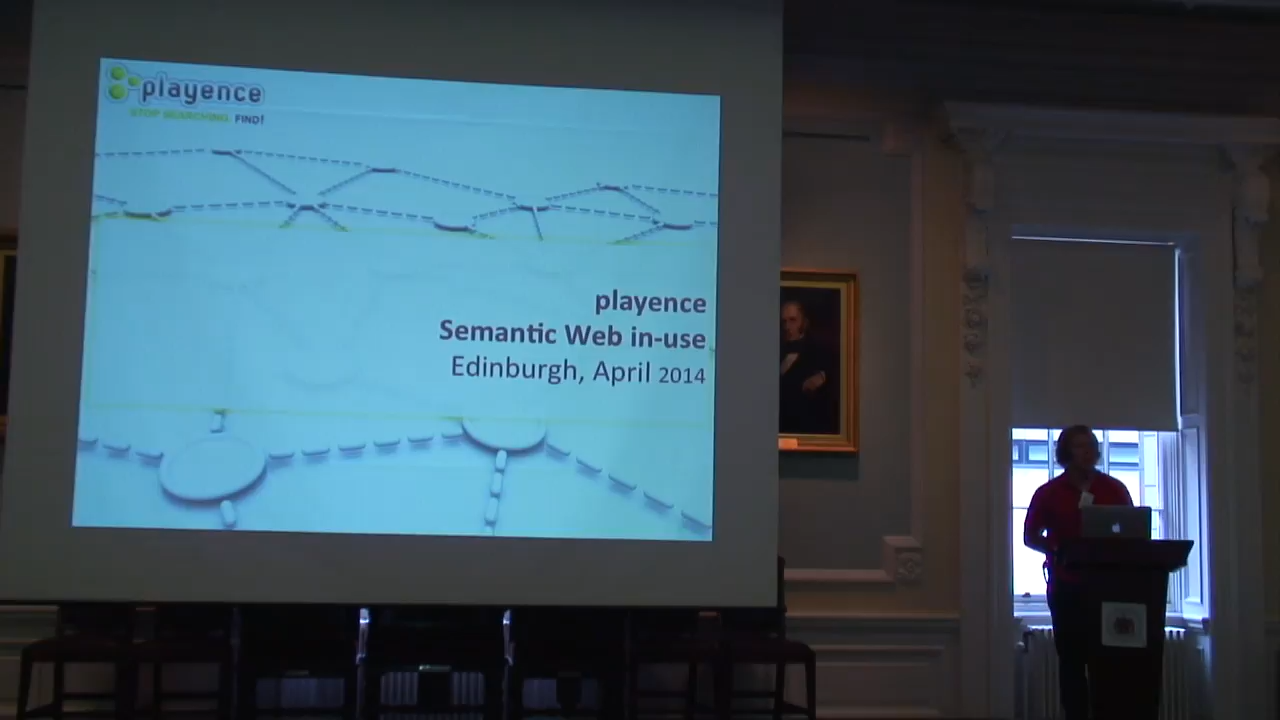 playence
STOP SEARCHING. FIND!
playence
Semantic Web in-use
Edinburgh, April 2014